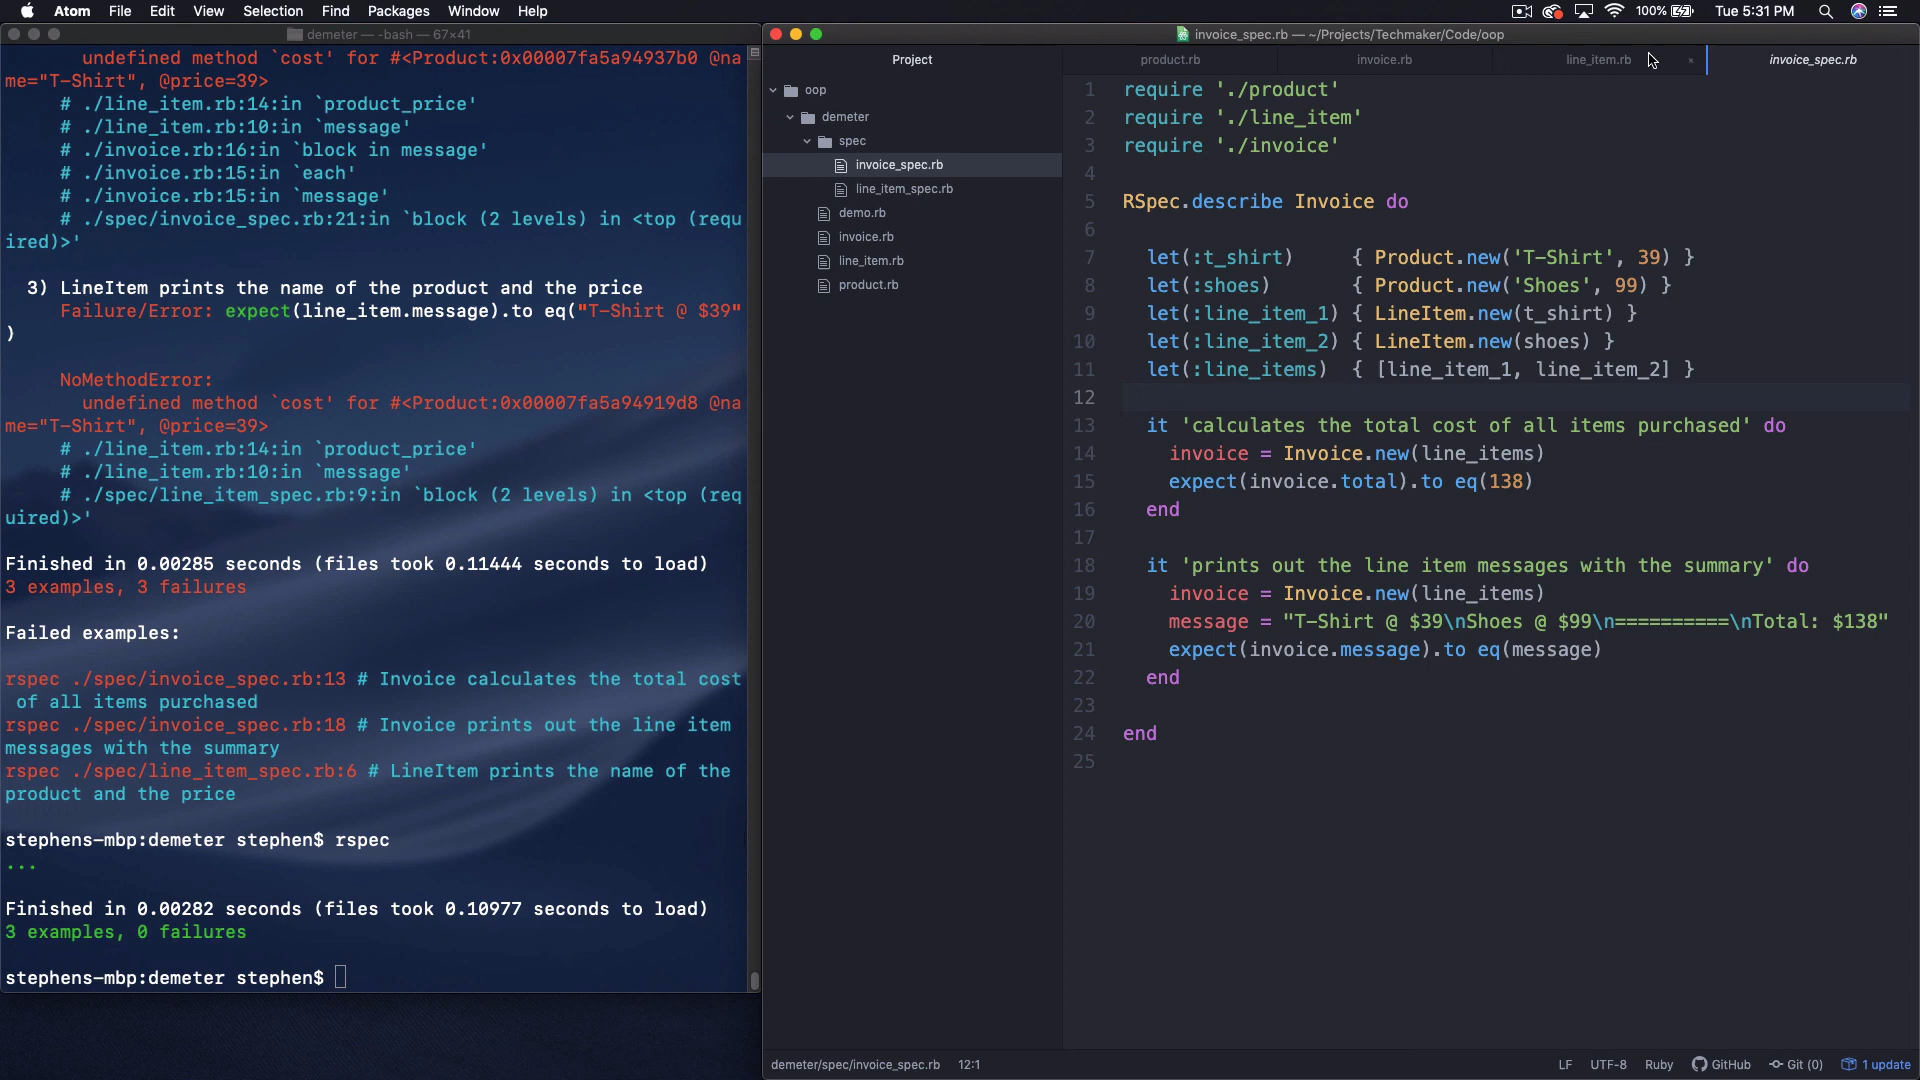 Atom File Edit View Selection Find Packages Window Help 100% Tue 5:31 PM
demeter — -bash — 67×41
undefined method `cost' for #<Product:0x00007fa5a94937b0 @na
me="T-Shirt", @price=39>
# ./line_item.rb:14:in `product_price'
# ./line_item.rb:10:in `message'
# ./invoice.rb:16:in `block in message'
# ./invoice.rb:15:in `each'
# ./invoice.rb:15:in `message'
# ./spec/invoice_spec.rb:21:in `block (2 levels) in <top (requ
ired)>'
3) LineItem prints the name of the product and the price
Failure/Error: expect(line_item.message).to eq("T-Shirt @ $39"
)
NoMethodError:
undefined method `cost' for #<Product:0x00007fa5a94919d8 @na
me="T-Shirt", @price=39>
# ./line_item.rb:14:in `product_price'
# ./line_item.rb:10:in `message'
# ./spec/line_item_spec.rb:9:in `block (2 levels) in <top (req
uired)>'
Finished in 0.00285 seconds (files took 0.11444 seconds to load)
3 examples, 3 failures
Failed examples:
rspec ./spec/invoice_spec.rb:13 # Invoice calculates the total cost
of all items purchased
rspec ./spec/invoice_spec.rb:18 # Invoice prints out the line item
messages with the summary
rspec ./spec/line_item_spec.rb:6 # LineItem prints the name of the
product and the price
stephens-mbp:demeter stephen$ rspec
...
Finished in 0.00282 seconds (files took 0.10977 seconds to load)
3 examples, 0 failures
stephens-mbp:demeter stephen$
invoice_spec.rb — ~/Projects/Techmaker/Code/oop
Project
oop
demeter
spec
invoice_spec.rb
line_item_spec.rb
demo.rb
invoice.rb
line_item.rb
product.rb
product.rb invoice.rb line_item.rb × invoice_spec.rb
1 require './product'
2 require './line_item'
3 require './invoice'
4
5 RSpec.describe Invoice do
6
7 let(:t_shirt) { Product.new('T-Shirt', 39) }
8 let(:shoes) { Product.new('Shoes', 99) }
9 let(:line_item_1) { LineItem.new(t_shirt) }
10 let(:line_item_2) { LineItem.new(shoes) }
11 let(:line_items) { [line_item_1, line_item_2] }
12
13 it 'calculates the total cost of all items purchased' do
14 invoice = Invoice.new(line_items)
15 expect(invoice.total).to eq(138)
16 end
17
18 it 'prints out the line item messages with the summary' do
19 invoice = Invoice.new(line_items)
20 message = "T-Shirt @ $39\nShoes @ $99\n==========\nTotal: $138"
21 expect(invoice.message).to eq(message)
22 end
23
24 end
25
demeter/spec/invoice_spec.rb 12:1 LF UTF-8 Ruby GitHub Git (0) 1 update